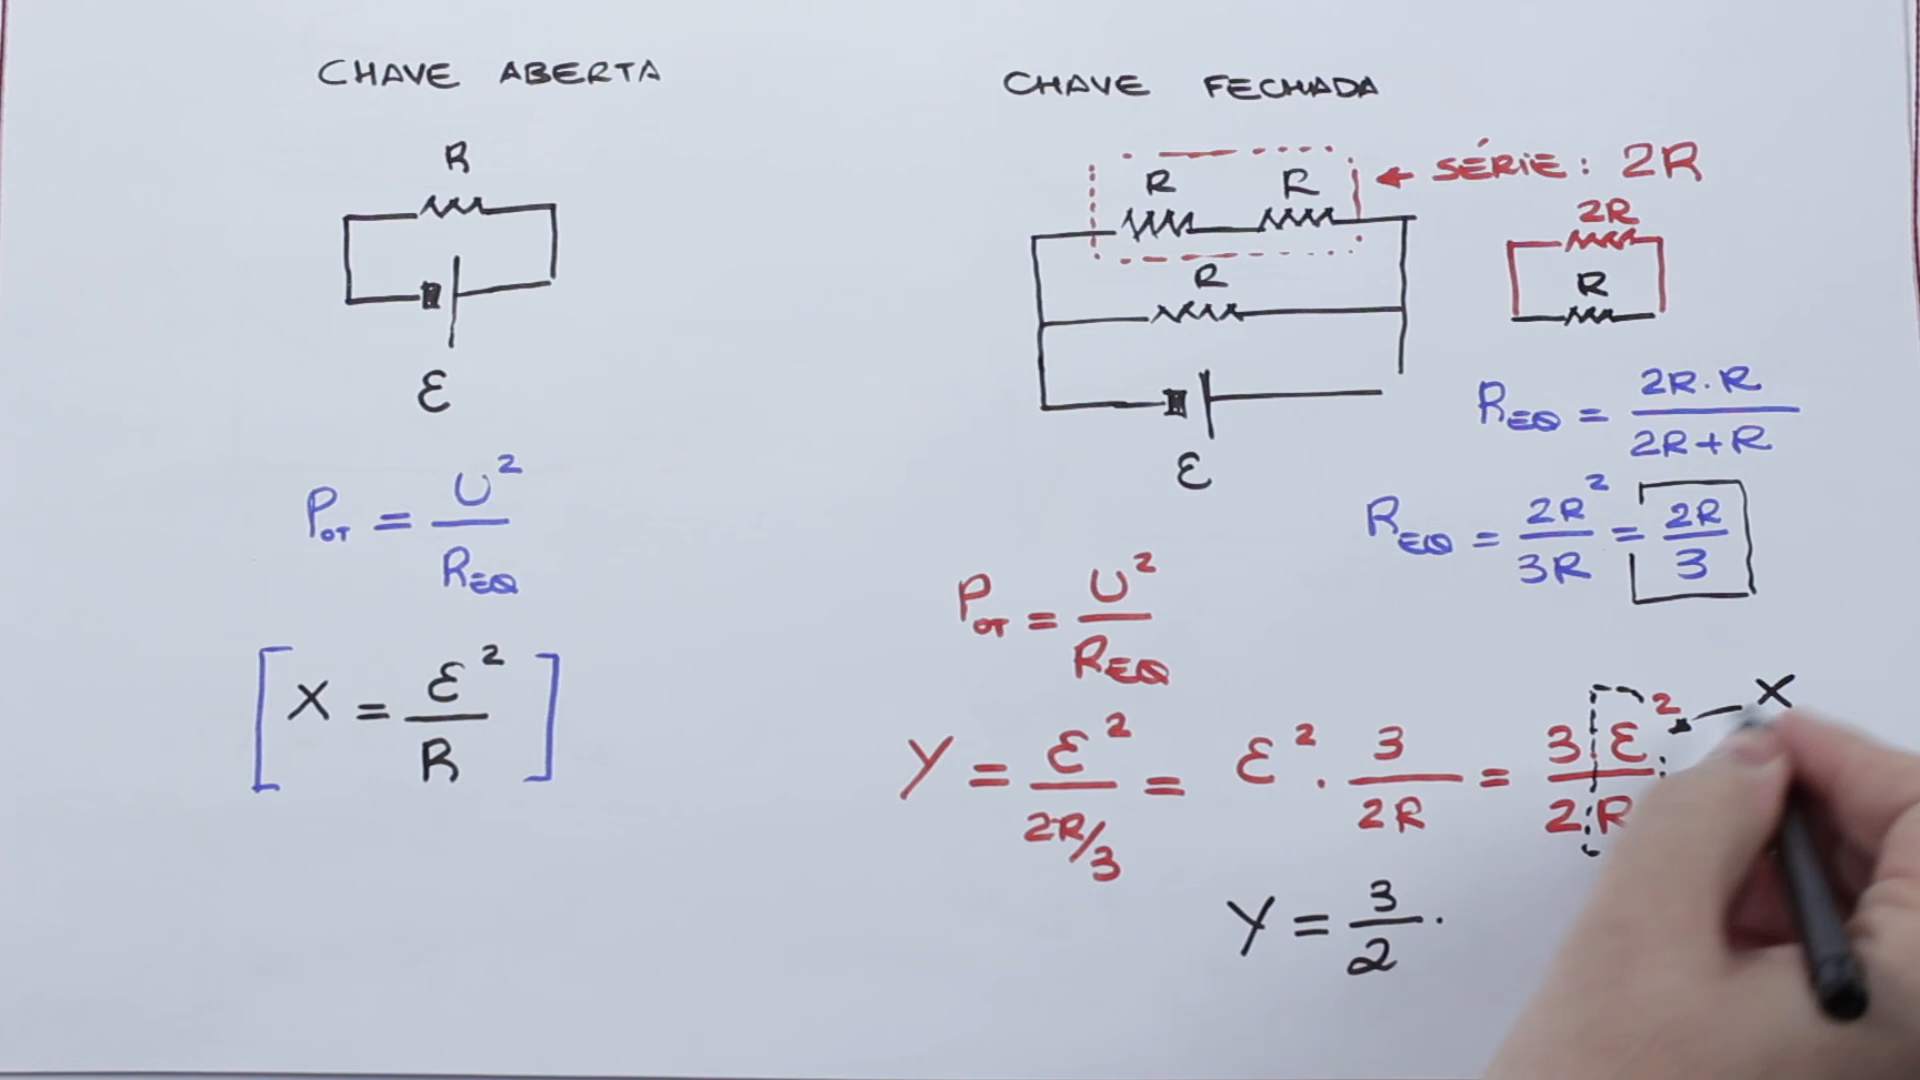 CHAVE ABERTA
R
ε
P_OT = U² / R_EQ
[ X = ε² / R ]
CHAVE FECHADA
SÉRIE: 2R
R R
R
ε
2R
R
R_EQ = 2R.R / 2R+R
R_EQ = 2R² / 3R = 2R / 3
P_OT = U² / R_EQ
X
Y = ε² / 2R/3 = ε² . 3 / 2R = 3 ε² / 2 R
Y = 3/2 .